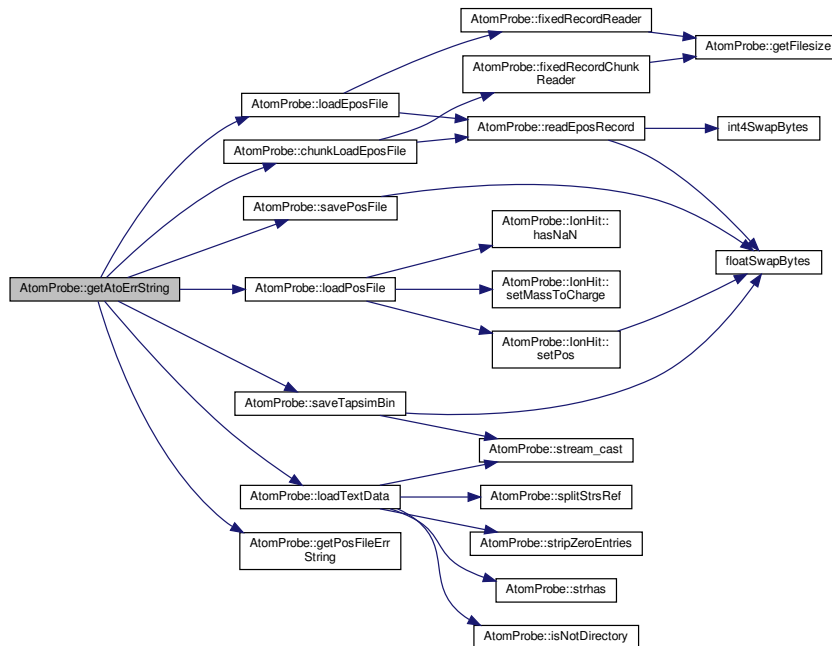 AtomProbe::fixedRecordReader
AtomProbe::getFilesize
AtomProbe::fixedRecordChunk
Reader
AtomProbe::loadEposFile
AtomProbe::readEposRecord
int4SwapBytes
AtomProbe::chunkLoadEposFile
AtomProbe::savePosFile
AtomProbe::IonHit::
hasNaN
floatSwapBytes
AtomProbe::getAtoErrString
AtomProbe::loadPosFile
AtomProbe::IonHit::
setMassToCharge
AtomProbe::IonHit::
setPos
AtomProbe::saveTapsimBin
AtomProbe::stream_cast
AtomProbe::loadTextData
AtomProbe::splitStrsRef
AtomProbe::getPosFileErr
String
AtomProbe::stripZeroEntries
AtomProbe::strhas
AtomProbe::isNotDirectory